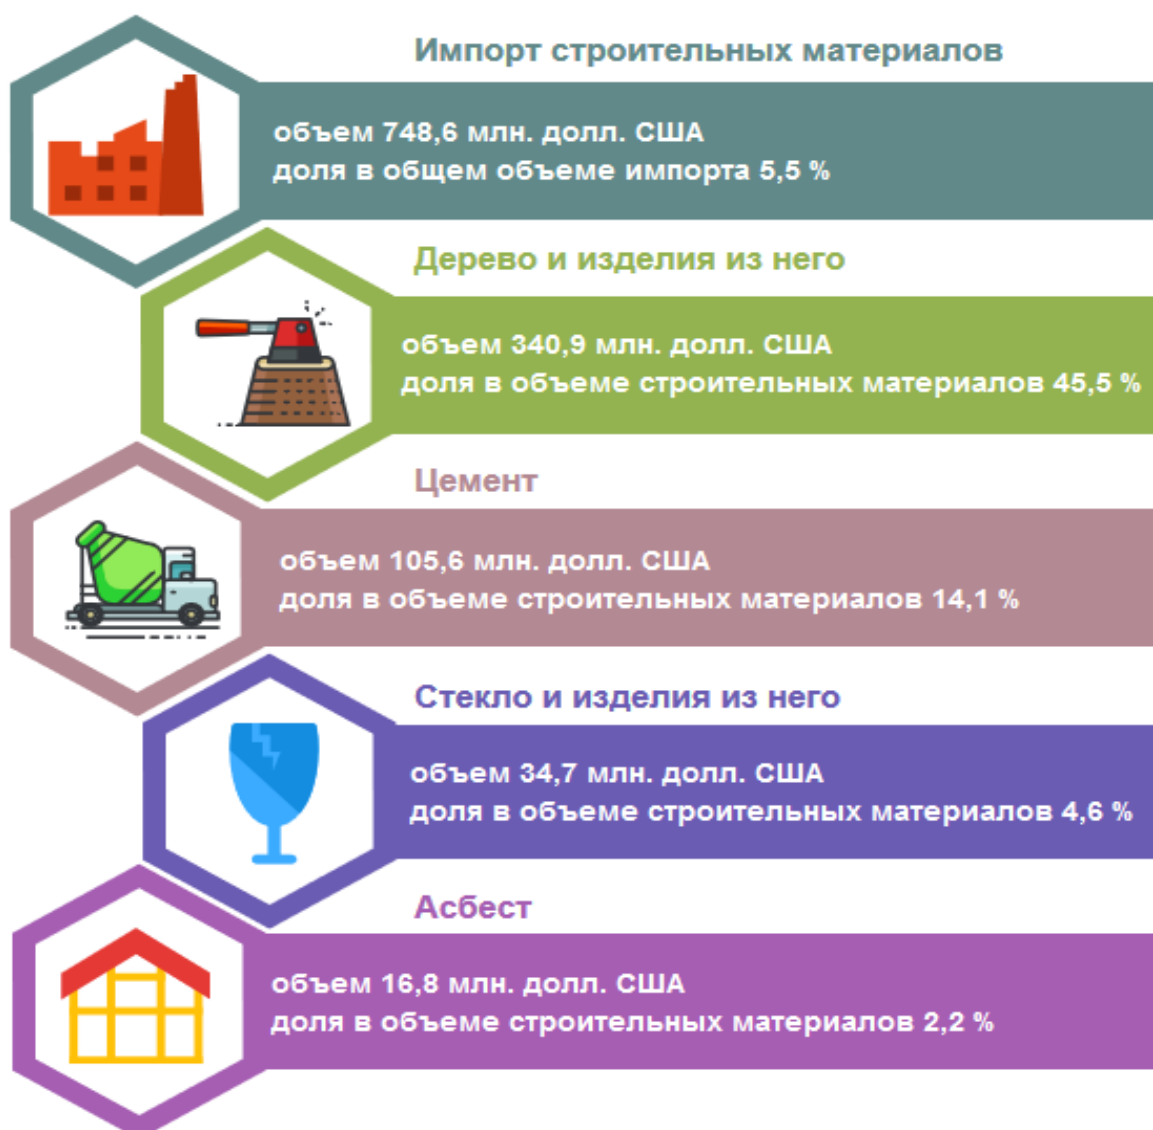 Импорт строительных материалов
объем 748,6 млн. долл. США
доля в общем объеме импорта 5,5 %
Дерево и изделия из него
объем 340,9 млн. долл. США
доля в объеме строительных материалов 45,5 %
Цемент
объем 105,6 млн. долл. США
доля в объеме строительных материалов 14,1 %
Стекло и изделия из него
объем 34,7 млн. долл. США
доля в объеме строительных материалов 4,6 %
Асбест
объем 16,8 млн. долл. США
доля в объеме строительных материалов 2,2 %